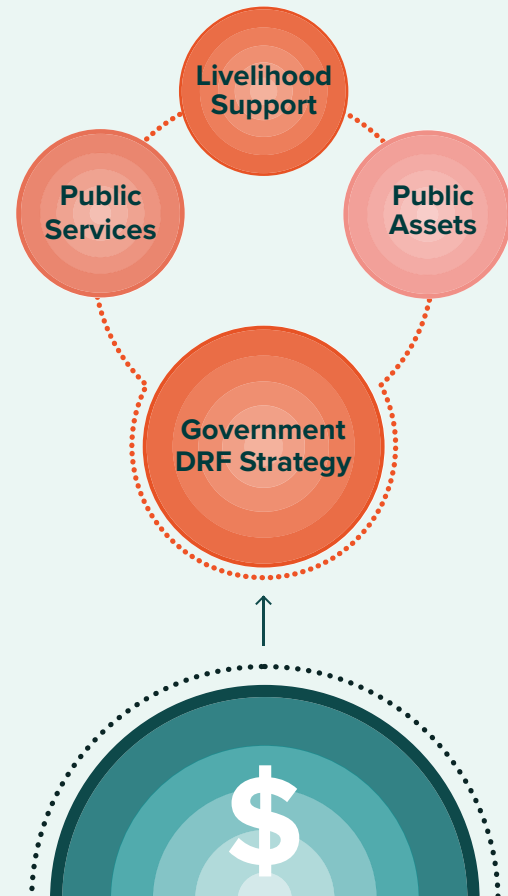 Livelihood
Support
Public
Services
Public
Assets
Government
DRF Strategy
$